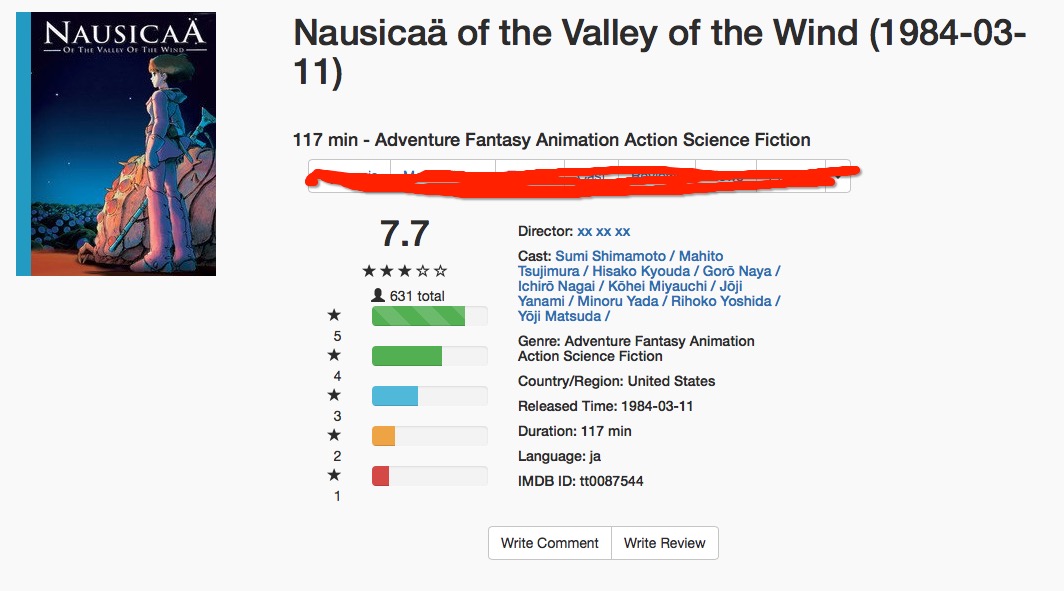 NAUSICAÄ
OF THE VALLEY OF THE WIND
Nausicaä of the Valley of the Wind (1984-03-
11)
117 min - Adventure Fantasy Animation Action Science Fiction
7.7
631 total
5
4
3
2
1
Director: xx xx xx
Cast: Sumi Shimamoto / Mahito
Tsujimura / Hisako Kyouda / Gorō Naya /
Ichirō Nagai / Kōhei Miyauchi / Jōji
Yanami / Minoru Yada / Rihoko Yoshida /
Yōji Matsuda /
Genre: Adventure Fantasy Animation
Action Science Fiction
Country/Region: United States
Released Time: 1984-03-11
Duration: 117 min
Language: ja
IMDB ID: tt0087544
Write Comment
Write Review